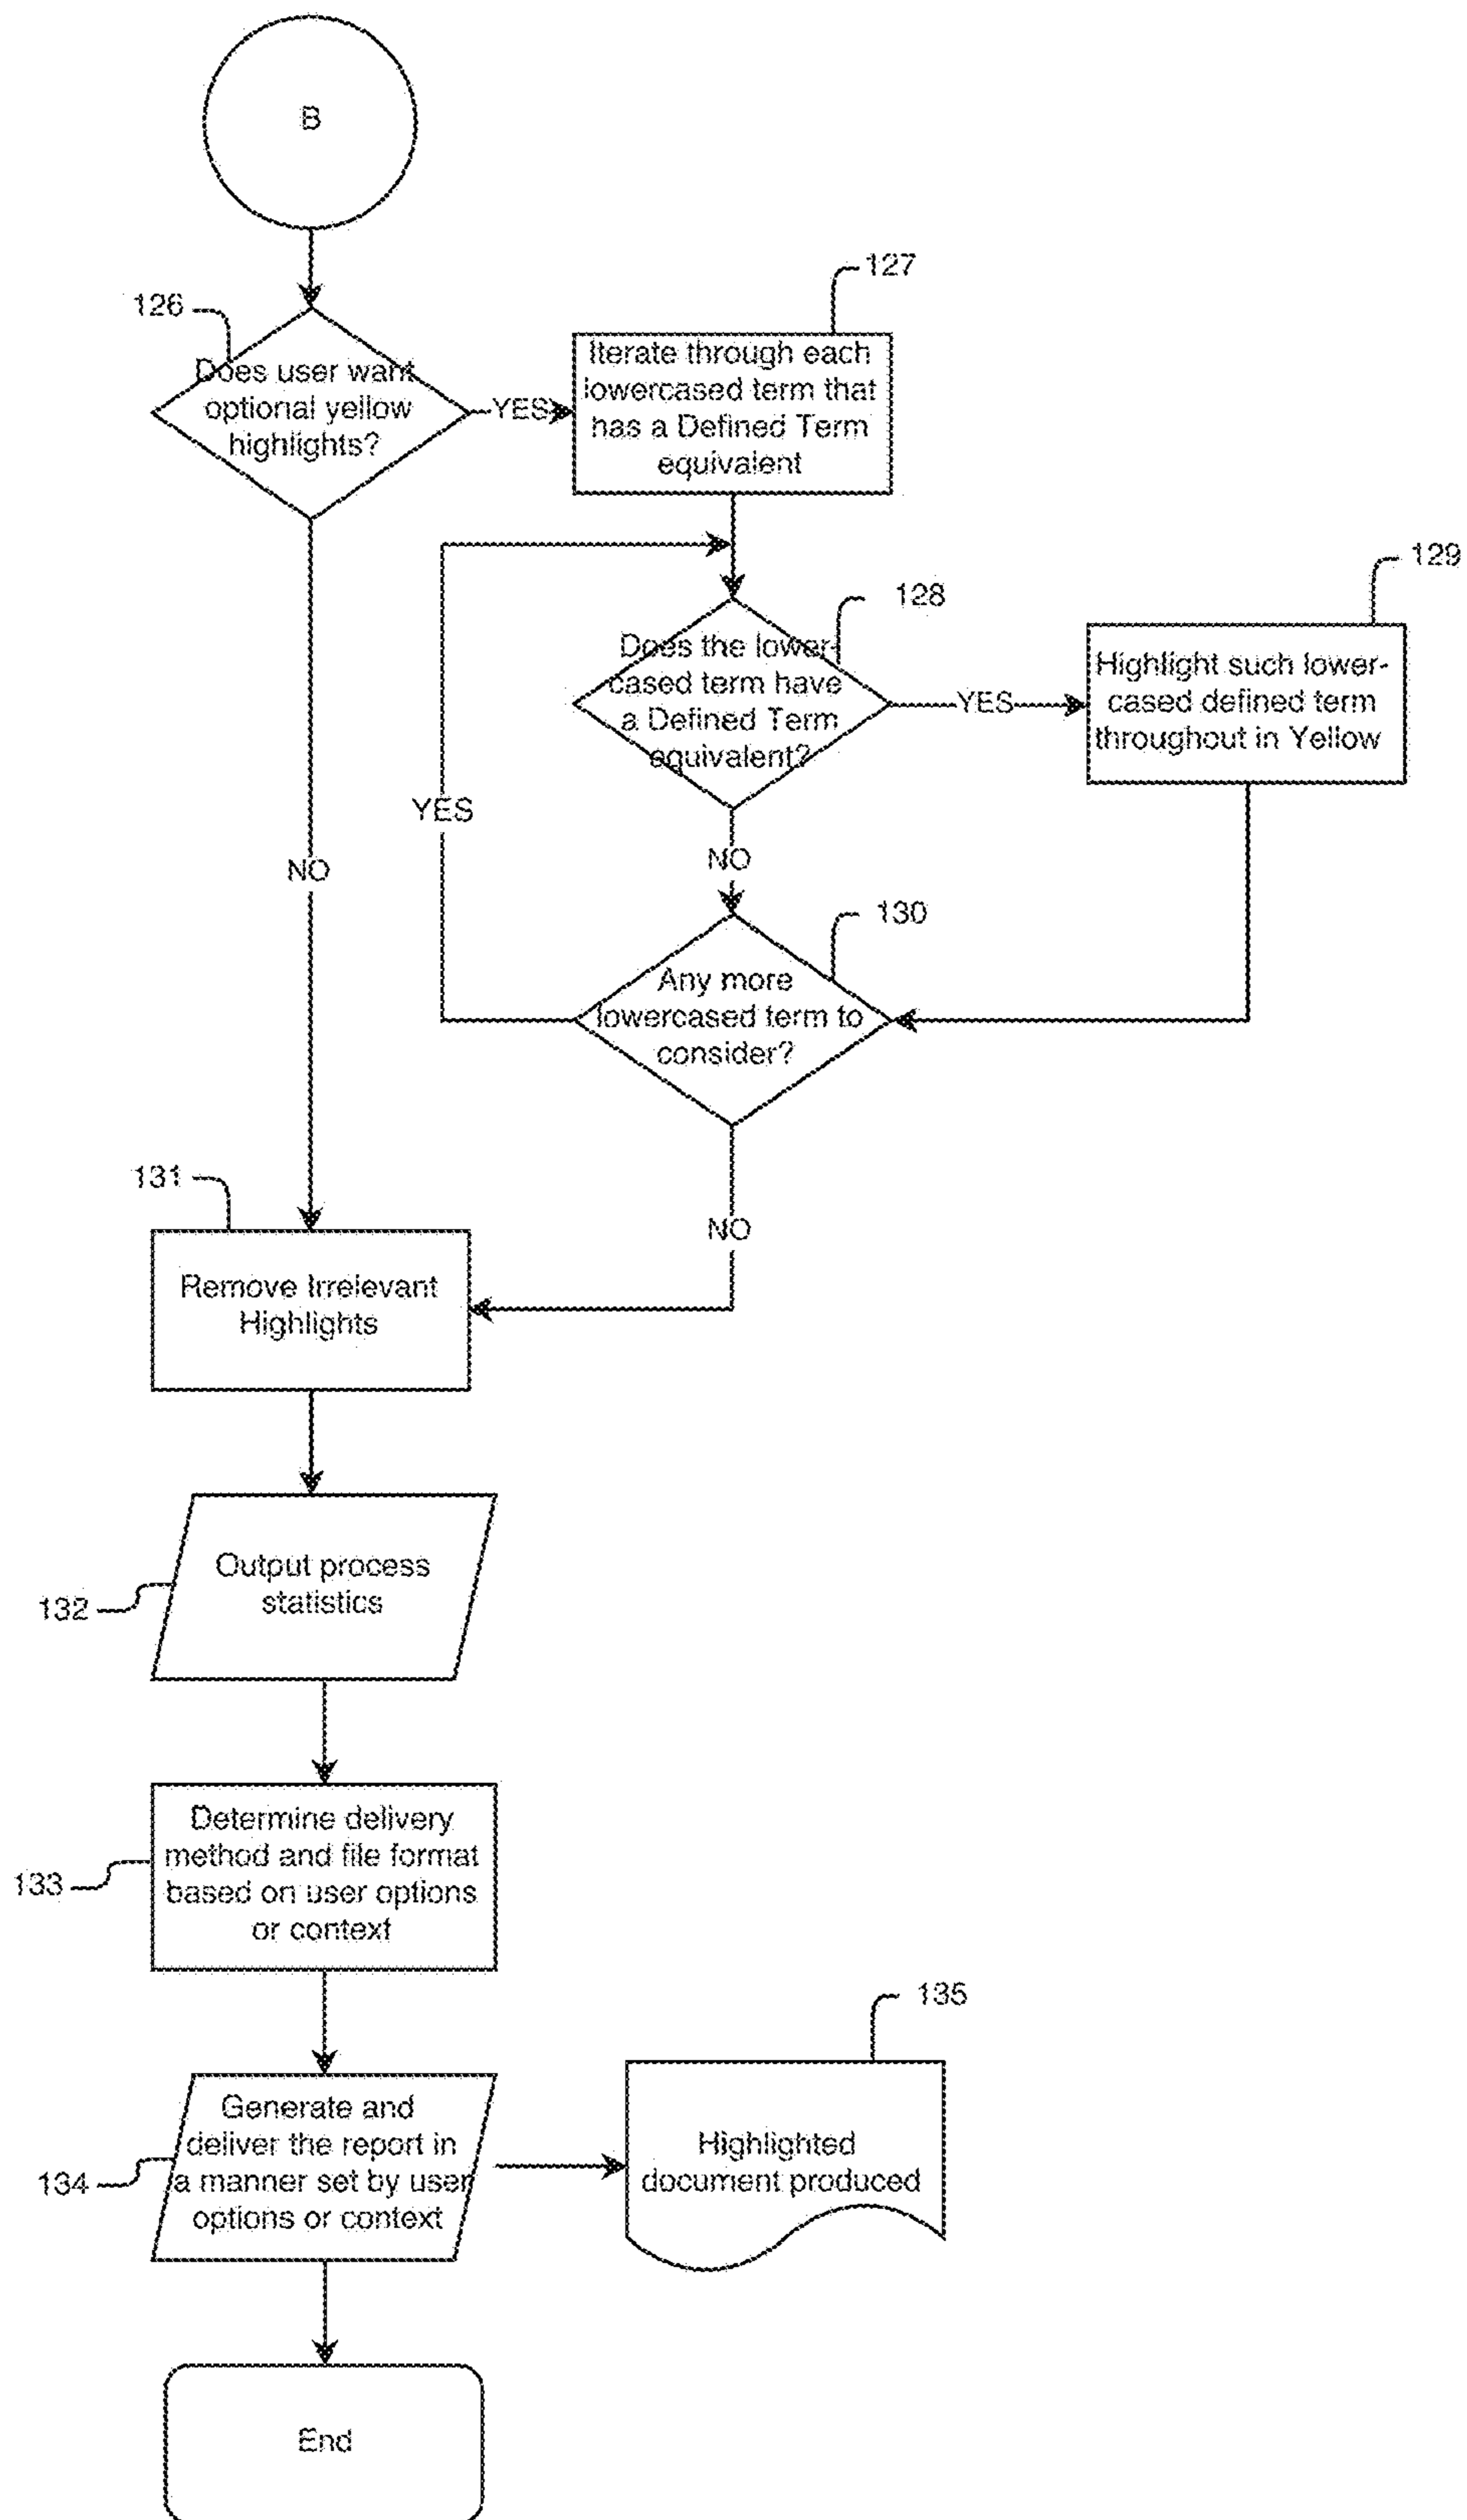 B
126
Does user want
optional yellow
highlights?
YES
127
Iterate through each
lowercased term that
has a Defined Term
equivalent
128
Does the lower-
cased term have
a Defined Term
equivalent?
YES
129
Highlight such lower-
cased defined term
throughout in Yellow
YES
NO
NO
130
Any more
lowercased term to
consider?
NO
131
Remove Irrelevant
Highlights
132
Output process
statistics
133
Determine delivery
method and file format
based on user options
or context
134
Generate and
deliver the report in
a manner set by user
options or context
135
Highlighted
document produced
End